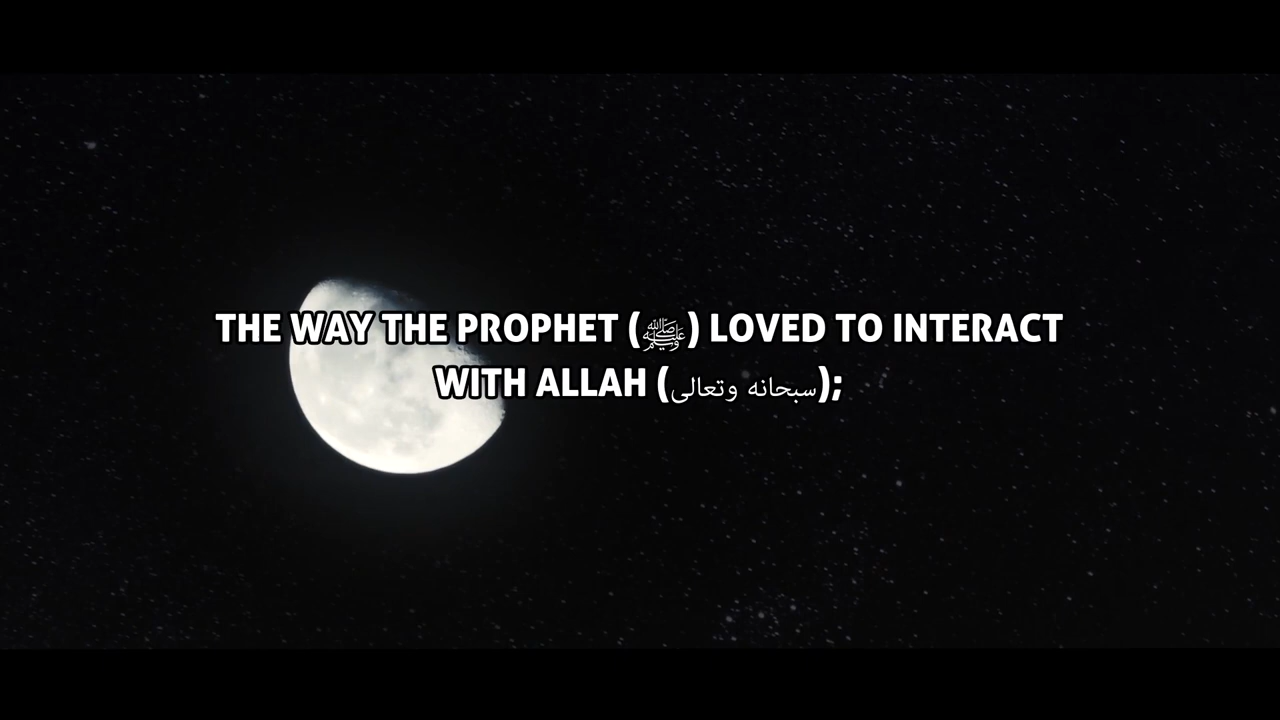 THE WAY THE PROPHET (ﷺ) LOVED TO INTERACT
WITH ALLAH (سبحانه وتعالى);